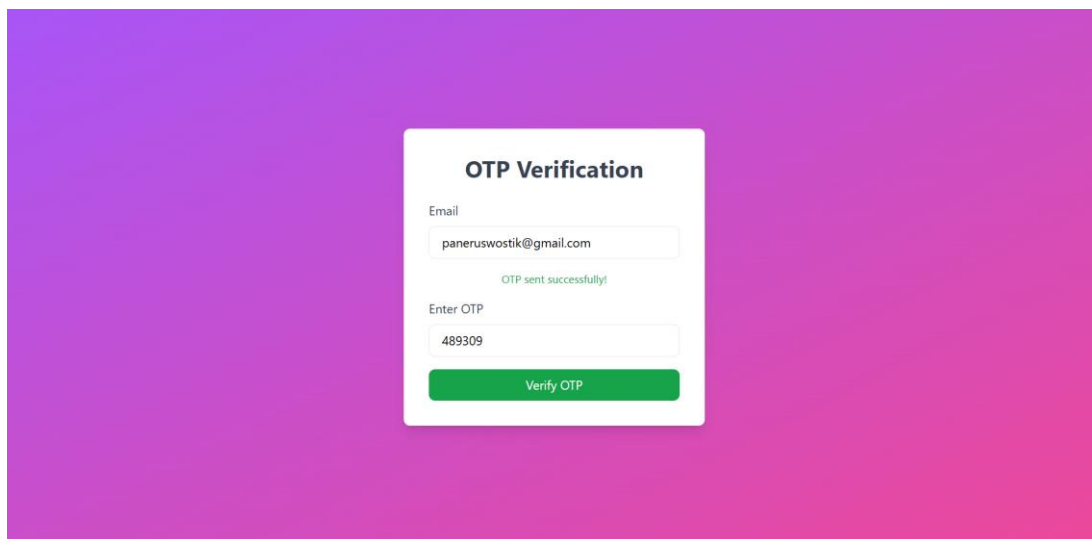 OTP Verification
Email
paneruswostik@gmail.com
OTP sent successfully!
Enter OTP
489309
Verify OTP